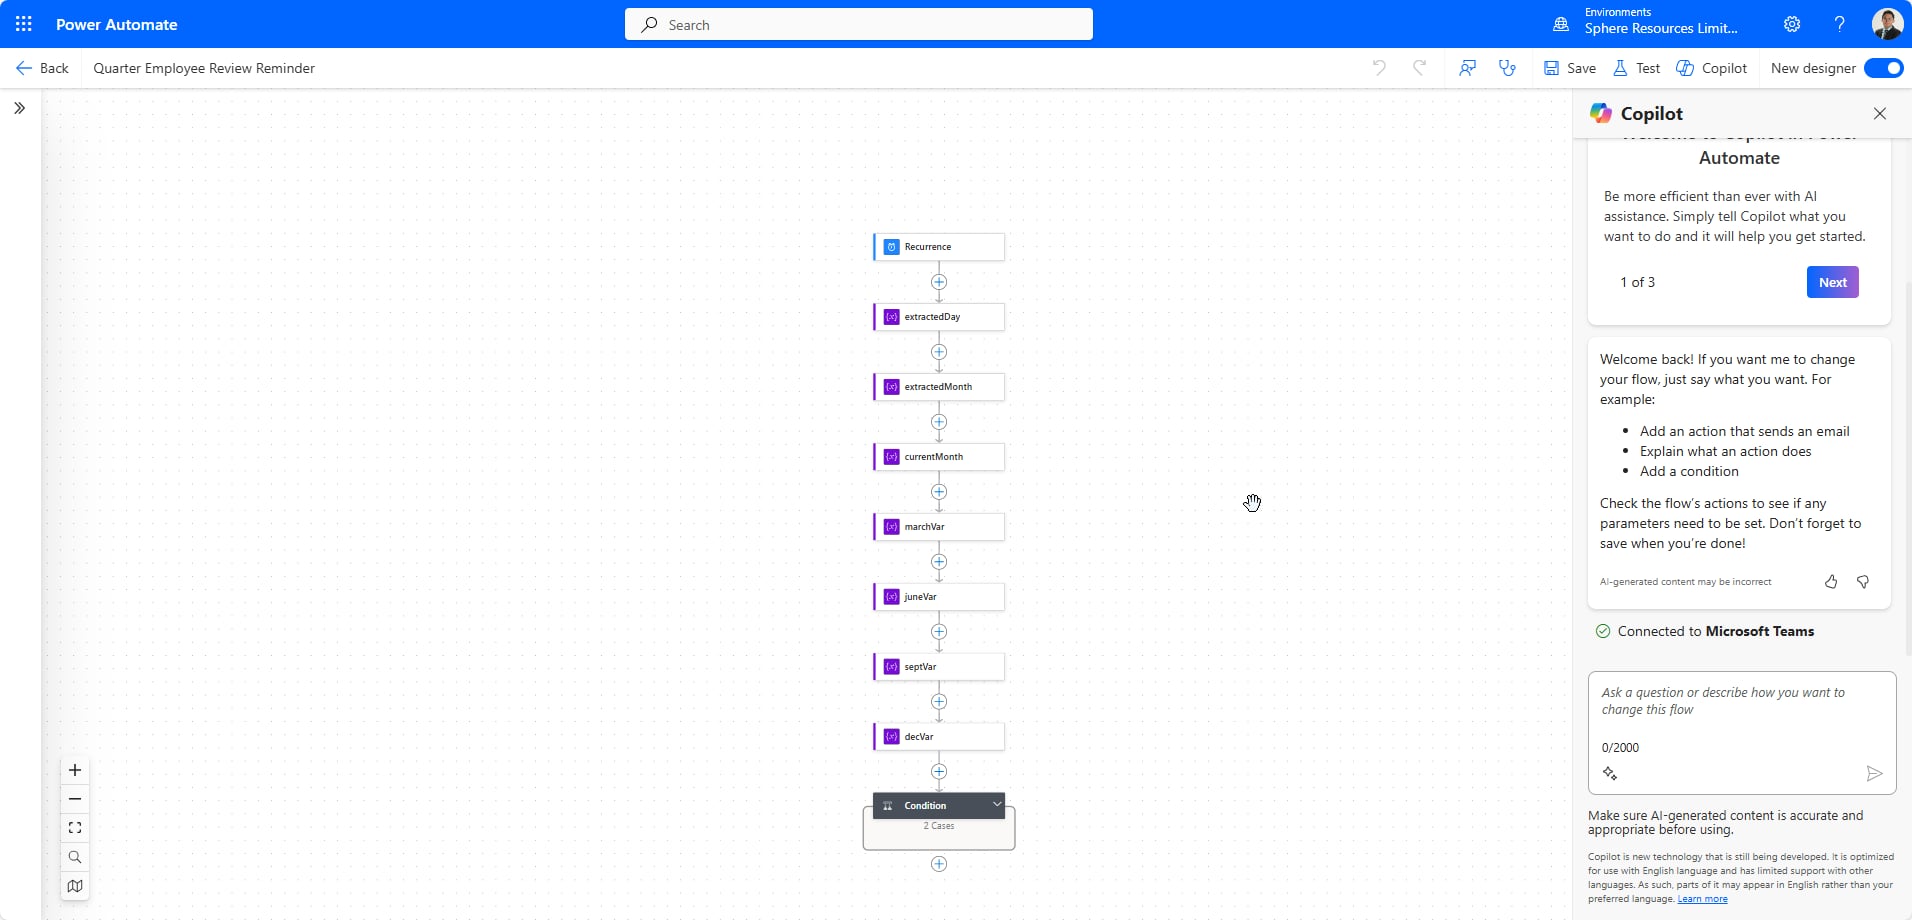 Power Automate
Search
Environments
Sphere Resources Limit...
Back
Quarter Employee Review Reminder
Save
Test
Copilot
New designer
Copilot
Automate
Be more efficient than ever with AI
assistance. Simply tell Copilot what you
want to do and it will help you get started.
1 of 3
Next
Welcome back! If you want me to change
your flow, just say what you want. For
example:
Add an action that sends an email
Explain what an action does
Add a condition
Check the flow's actions to see if any
parameters need to be set. Don't forget to
save when you're done!
AI-generated content may be incorrect
Connected to Microsoft Teams
Ask a question or describe how you want to
change this flow
0/2000
Make sure AI-generated content is accurate and
appropriate before using.
Copilot is new technology that is still being developed. It is optimized
for use with English language and has limited support with other
languages. As such, parts of it may appear in English rather than your
preferred language. Learn more
Recurrence
{x} extractedDay
{x} extractedMonth
{x} currentMonth
{x} marchVar
{x} juneVar
{x} septVar
{x} decVar
Condition
2 Cases